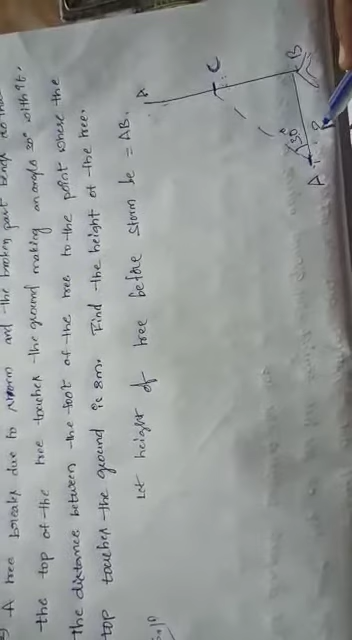 A tree breaks due to storm and the broken part bends so that
the top of the tree touches the ground making an angle 30° with it.
the distance between the foot of the tree to the point where the
top touches the ground is 8m. Find the height of the tree.
Let height of tree before storm be = AB.
Sol
A
C
B
30°
A
8